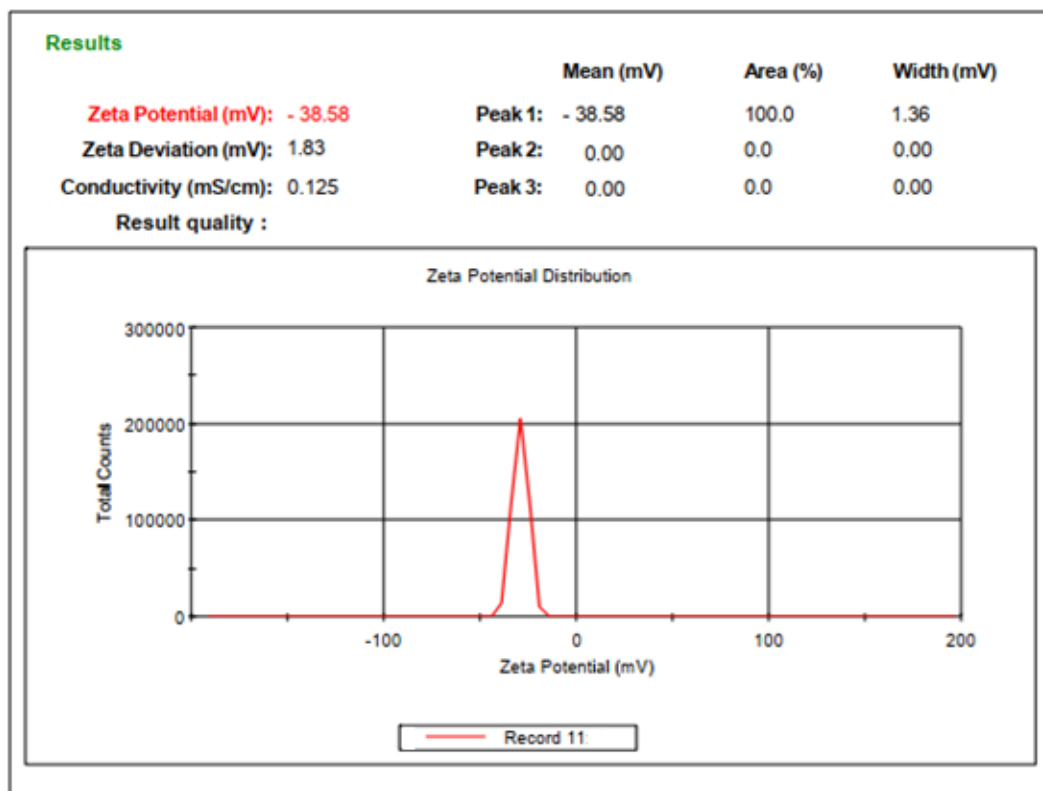 Results
Mean (mV) Area (%) Width (mV)
Zeta Potential (mV): - 38.58 Peak 1: - 38.58 100.0 1.36
Zeta Deviation (mV): 1.83 Peak 2: 0.00 0.0 0.00
Conductivity (mS/cm): 0.125 Peak 3: 0.00 0.0 0.00
Result quality :
Zeta Potential Distribution
300000
200000
100000
0
Total Counts
-100 0 100 200
Zeta Potential (mV)
Record 11: